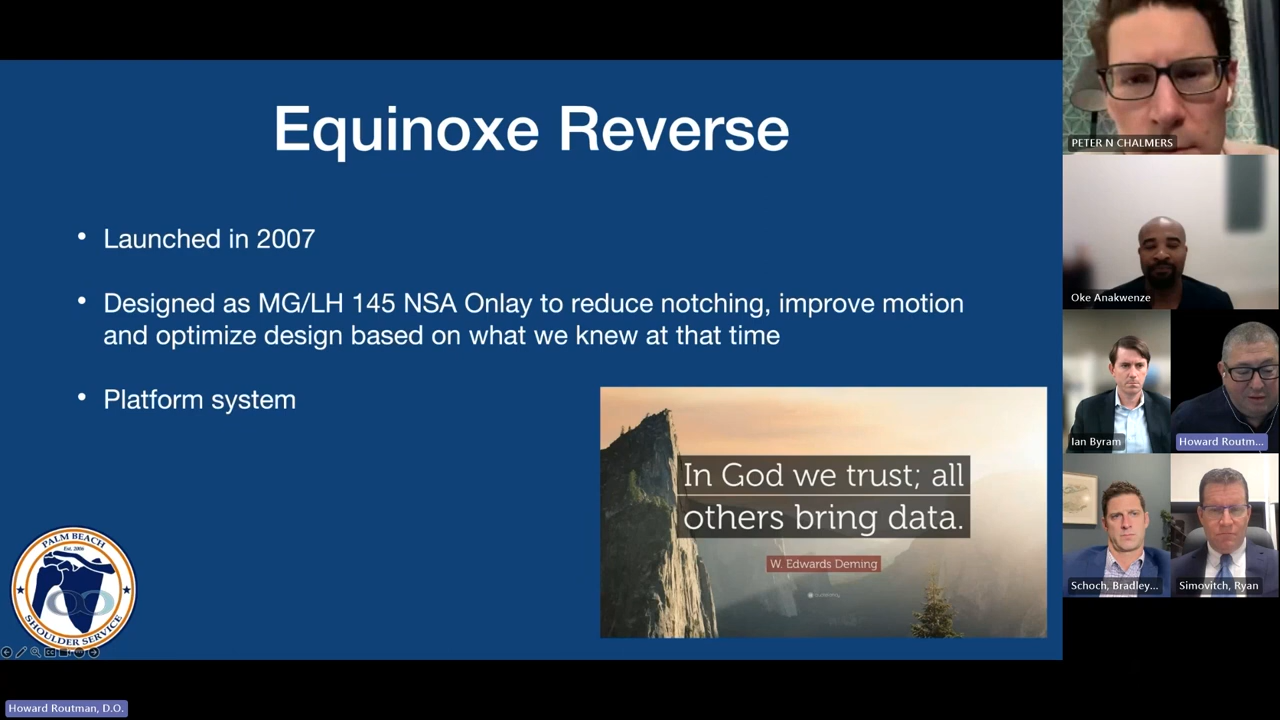 Equinoxe Reverse
• Launched in 2007
• Designed as MG/LH 145 NSA Onlay to reduce notching, improve motion
and optimize design based on what we knew at that time
• Platform system
In God we trust; all
others bring data.
W. Edwards Deming
PALM BEACH
Est. 2006
SHOULDER SERVICE
Howard Routman, D.O.
PETER N CHALMERS
Oke Anakwenze
Ian Byram
Howard Routm...
Schoch, Bradley...
Simovitch, Ryan